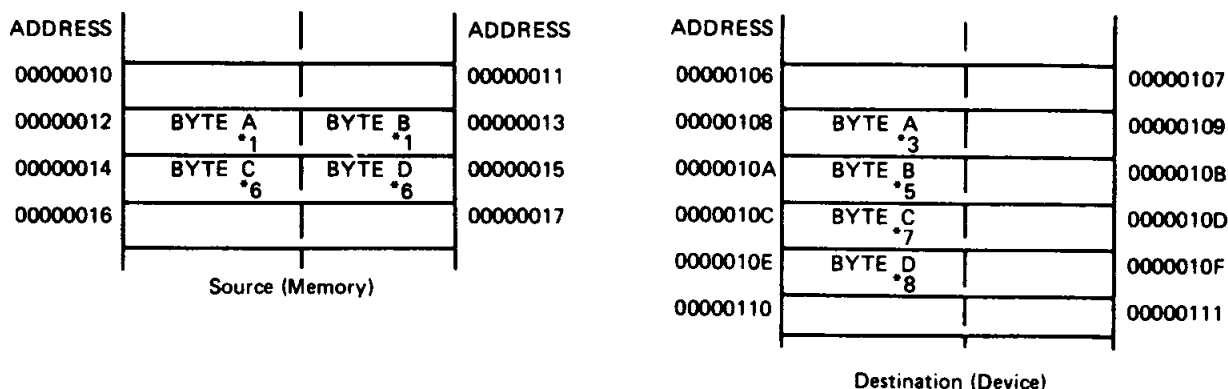 ADDRESS ADDRESS
00000010 00000011
00000012 BYTE A *1 BYTE B *1 00000013
00000014 BYTE C *6 BYTE D *6 00000015
00000016 00000017
Source (Memory)
ADDRESS
00000106 00000107
00000108 BYTE A *3 00000109
0000010A BYTE B *5 0000010B
0000010C BYTE C *7 0000010D
0000010E BYTE D *8 0000010F
00000110 00000111
Destination (Device)